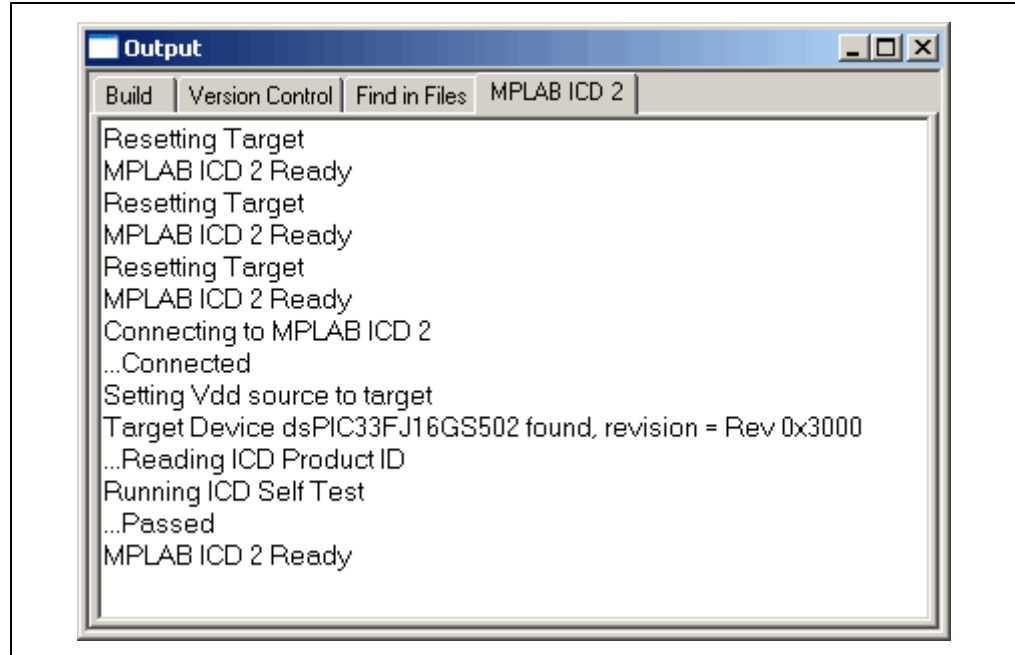 Output
Build Version Control Find in Files MPLAB ICD 2
Resetting Target
MPLAB ICD 2 Ready
Resetting Target
MPLAB ICD 2 Ready
Resetting Target
MPLAB ICD 2 Ready
Connecting to MPLAB ICD 2
...Connected
Setting Vdd source to target
Target Device dsPIC33FJ16GS502 found, revision = Rev 0x3000
...Reading ICD Product ID
Running ICD Self Test
...Passed
MPLAB ICD 2 Ready